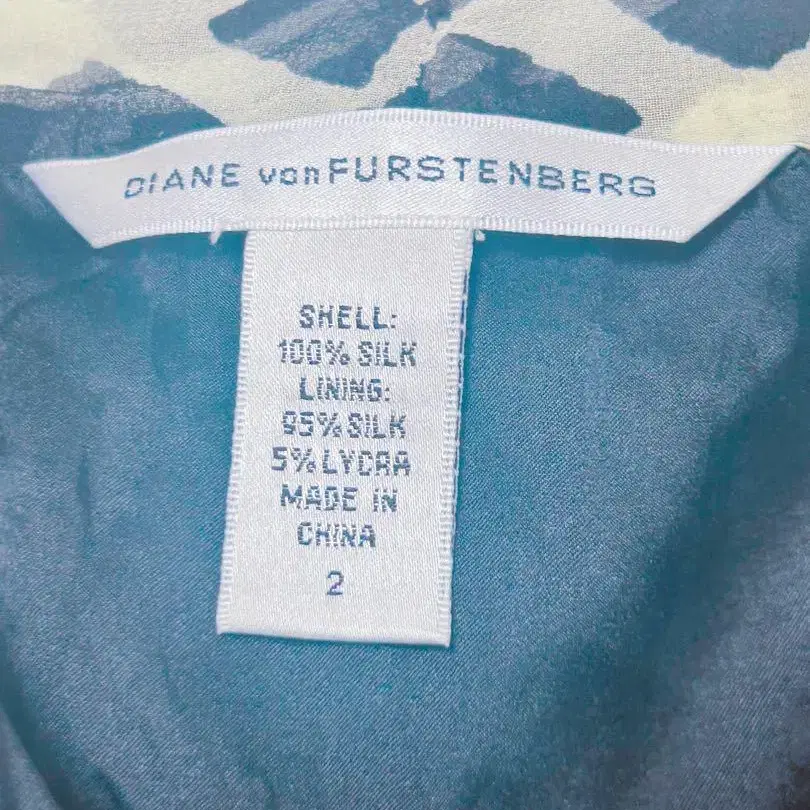 DIANE von FURSTENBERG
SHELL:
100% SILK
LINING:
95% SILK
5% LYCRA
MADE IN
CHINA
2